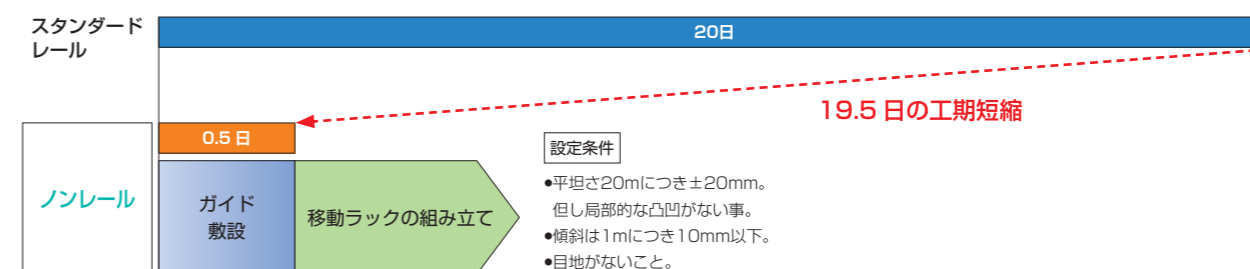 スタンダード
レール
20日
19.5 日の工期短縮
0.5 日
ノンレール
ガイド
敷設
移動ラックの組み立て
設定条件
●平坦さ20mにつき±20mm。
但し局部的な凸凹がない事。
●傾斜は1mにつき10mm以下。
●目地がないこと。